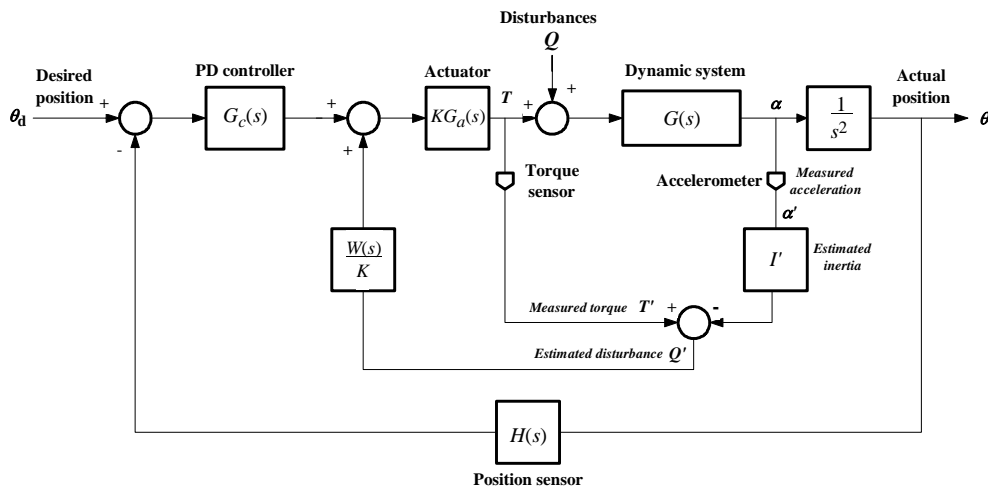 Disturbances
Q
Desired
position
PD controller
Actuator
Dynamic system
Actual
position
θd
+
-
Gc(s)
+
-
+
KGa(s)
T
+
+
G(s)
α
1
s²
θ
Torque
sensor
Accelerometer
Measured
acceleration
α'
W(s)
K
I'
Estimated
inertia
Measured torque T'
+
-
Estimated disturbance Q'
H(s)
Position sensor